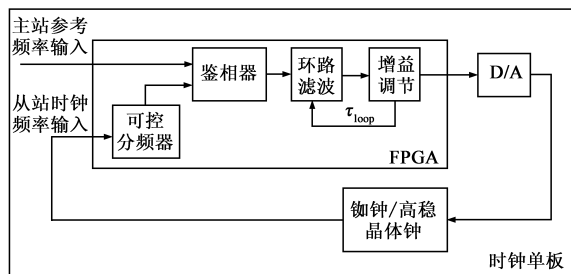 主站参考
频率输入
从站时钟
频率输入
可控
分频器
鉴相器
环路
滤波
增益
调节
τloop
FPGA
D/A
铷钟/高稳
晶体钟
时钟单板